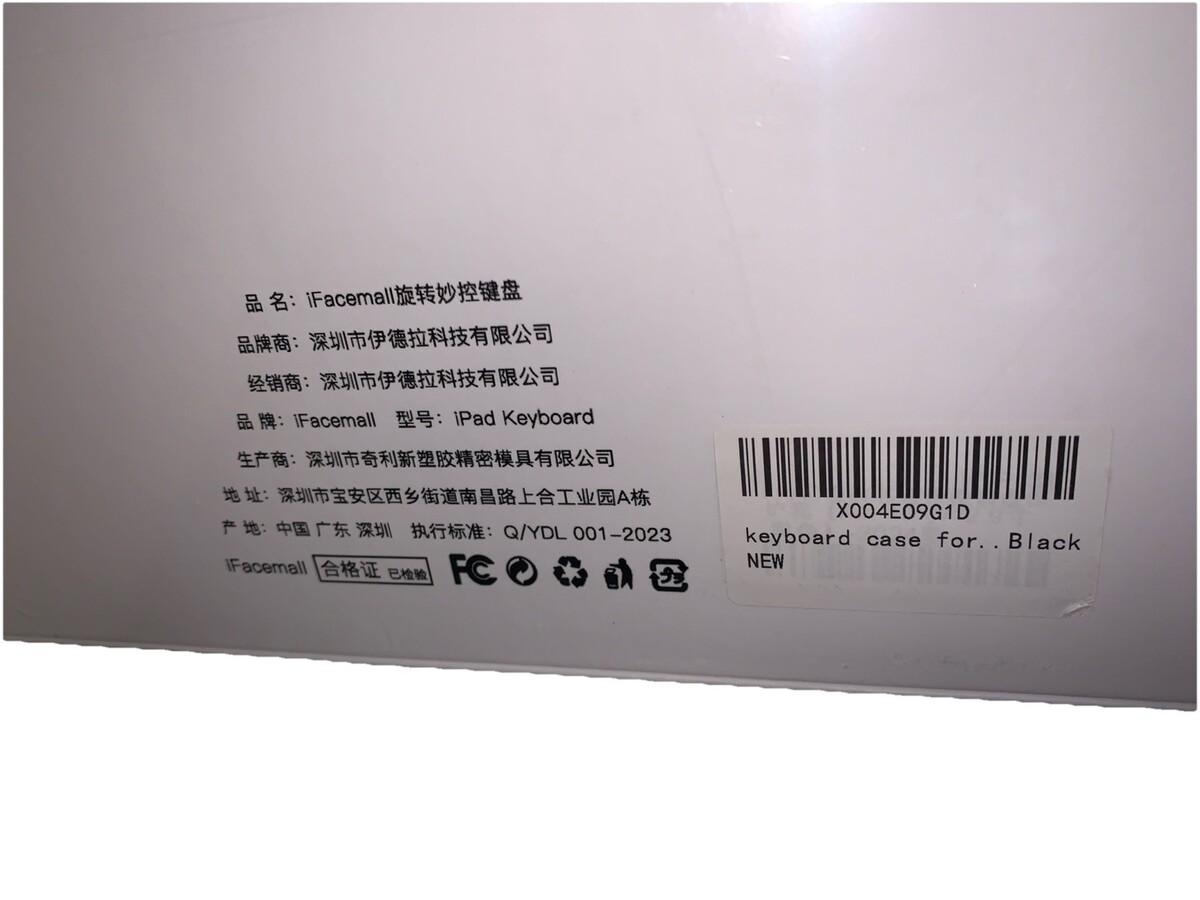 品 名：iFacemall旋转妙控键盘
品牌商：深圳市伊德拉科技有限公司
经销商：深圳市伊德拉科技有限公司
品 牌：iFacemall 型号：iPad Keyboard
生产商：深圳市奇利新塑胶精密模具有限公司
地 址：深圳市宝安区西乡街道南昌路上合工业园A栋
产 地：中国 广东 深圳 执行标准：Q/YDL 001-2023
iFacemall 合格证 已检验 FC
X004E09G1D
keyboard case for..Black
NEW